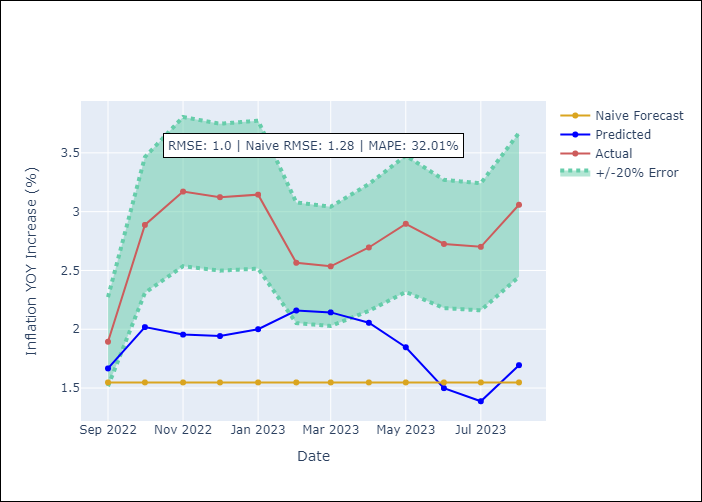 RMSE: 1.0 | Naive RMSE: 1.28 | MAPE: 32.01%
Naive Forecast
Predicted
Actual
+/-20% Error
Inflation YOY Increase (%)
3.5
3
2.5
2
1.5
Sep 2022 Nov 2022 Jan 2023 Mar 2023 May 2023 Jul 2023
Date